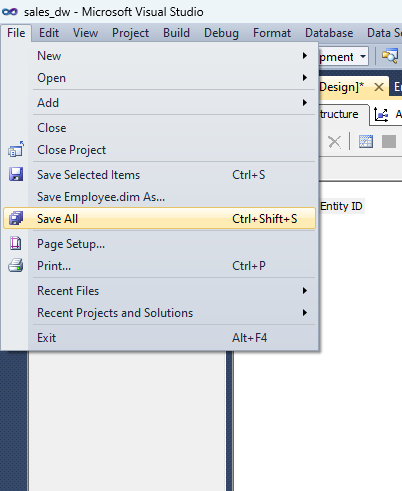 sales_dw - Microsoft Visual Studio
File Edit View Project Build Debug Format Database
New
Open
pment
Add
Design]*
Close
ructure
Close Project
Save Selected Items Ctrl+S
Save Employee.dim As...
Entity ID
Save All Ctrl+Shift+S
Page Setup...
Print... Ctrl+P
Recent Files
Recent Projects and Solutions
Exit Alt+F4